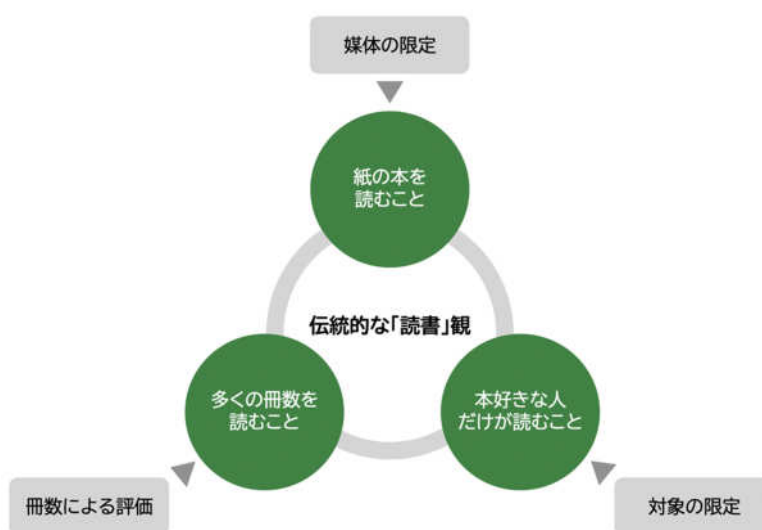 媒体の限定
紙の本を
読むこと
伝統的な「読書」観
多くの冊数を
読むこと
本好きな人
だけが読むこと
冊数による評価
対象の限定